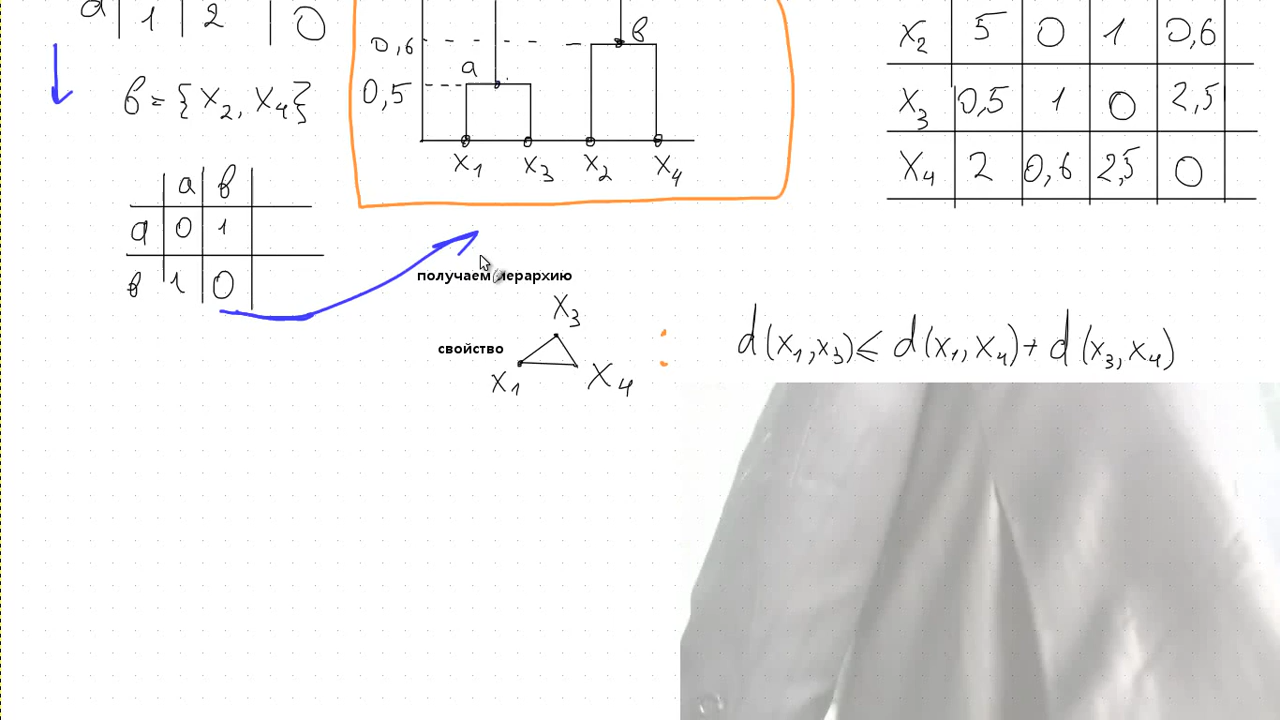 a | 1 | 2 | 0
в = {x2, x4}
a в
a 0 1
в 1 0
0,6
в
a
0,5
x1 x3 x2 x4
x2 5 0 1 0,6
x3 0,5 1 0 2,5
x4 2 0,6 2,5 0
получаем иерархию
x3
свойство
x1 x4
:
d(x1,x3) ≤ d(x1,x4) + d(x3,x4)